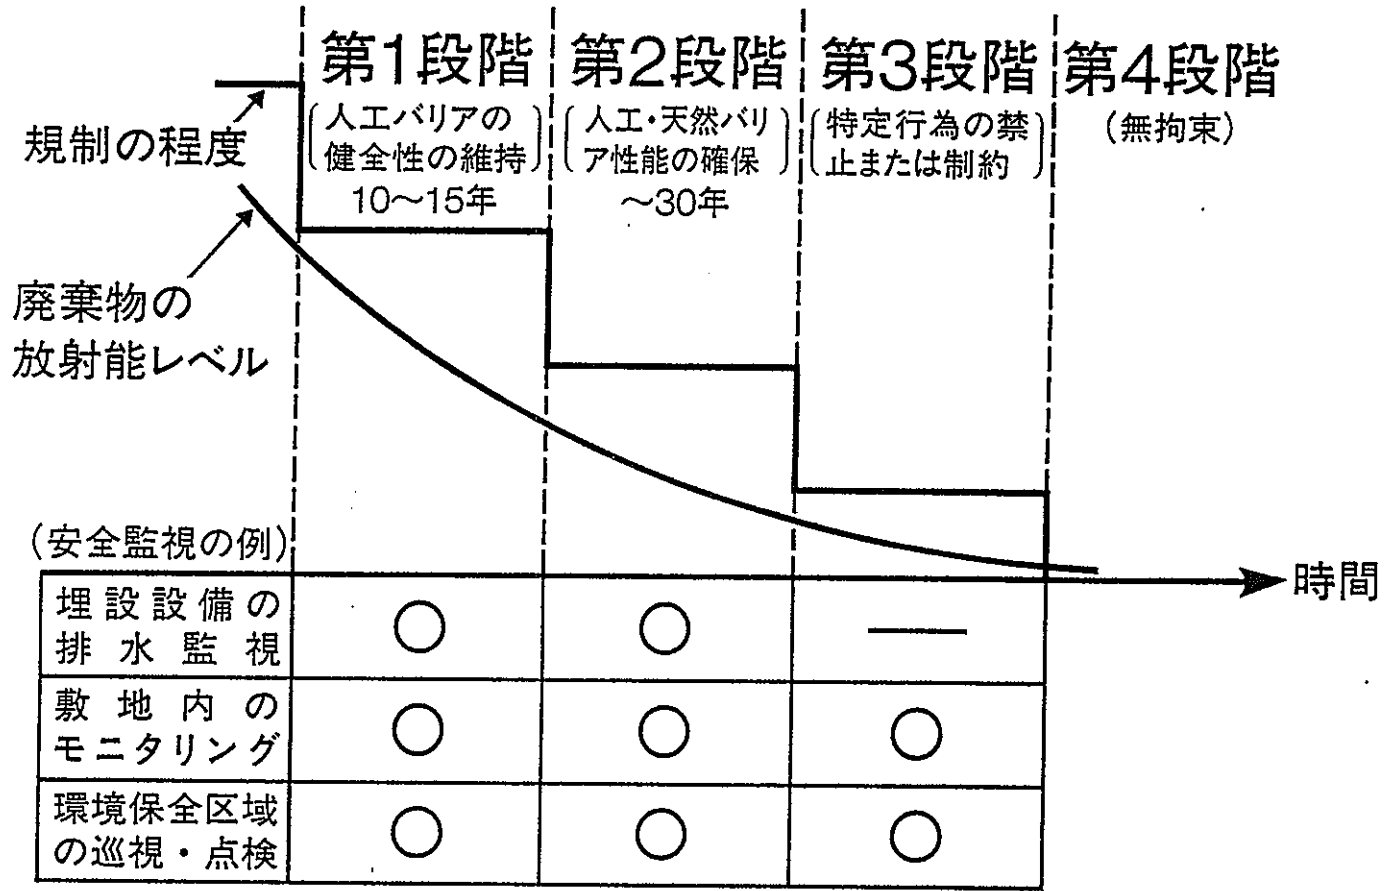 第1段階
第2段階
第3段階
第4段階
規制の程度
(人工バリアの
健全性の維持)
10〜15年
(人工・天然バリ
ア性能の確保)
〜30年
(特定行為の禁
止または制約)
(無拘束)
廃棄物の
放射能レベル
(安全監視の例)
時間
埋設設備の
排水監視
○ ○ —
敷地内の
モニタリング
○ ○ ○
環境保全区域
の巡視・点検
○ ○ ○